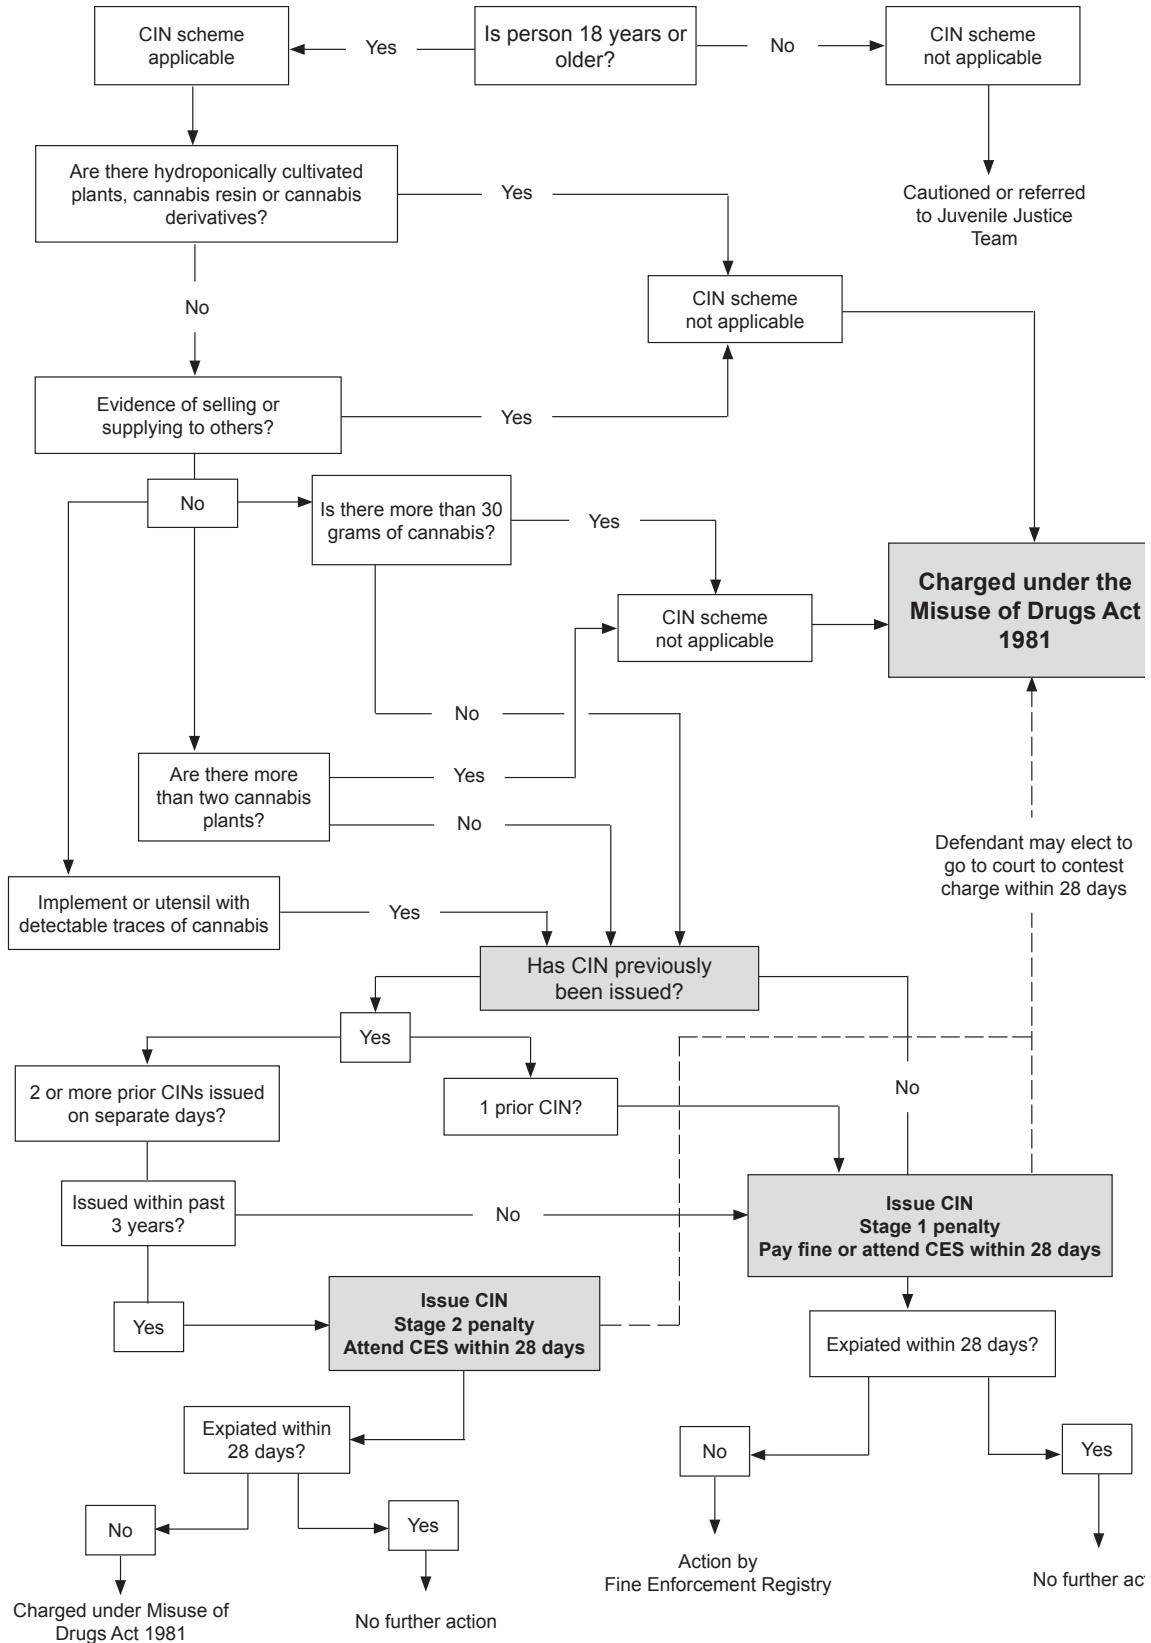 CIN scheme
applicable
Yes
Is person 18 years or
older?
No
CIN scheme
not applicable
Are there hydroponically cultivated
plants, cannabis resin or cannabis
derivatives?
Yes
Cautioned or referred
to Juvenile Justice
Team
No
CIN scheme
not applicable
Evidence of selling or
supplying to others?
Yes
No
Is there more than 30
grams of cannabis?
Yes
Charged under the
Misuse of Drugs Act
1981
CIN scheme
not applicable
No
Are there more
than two cannabis
plants?
Yes
No
Defendant may elect to
go to court to contest
charge within 28 days
Implement or utensil with
detectable traces of cannabis
Yes
Has CIN previously
been issued?
Yes
No
2 or more prior CINs issued
on separate days?
1 prior CIN?
Issued within past
3 years?
No
Issue CIN
Stage 1 penalty
Pay fine or attend CES within 28 days
Yes
Issue CIN
Stage 2 penalty
Attend CES within 28 days
Expiated within 28 days?
Expiated within
28 days?
No
Yes
No
Yes
Action by
Fine Enforcement Registry
No further
Charged under Misuse of
Drugs Act 1981
No further action